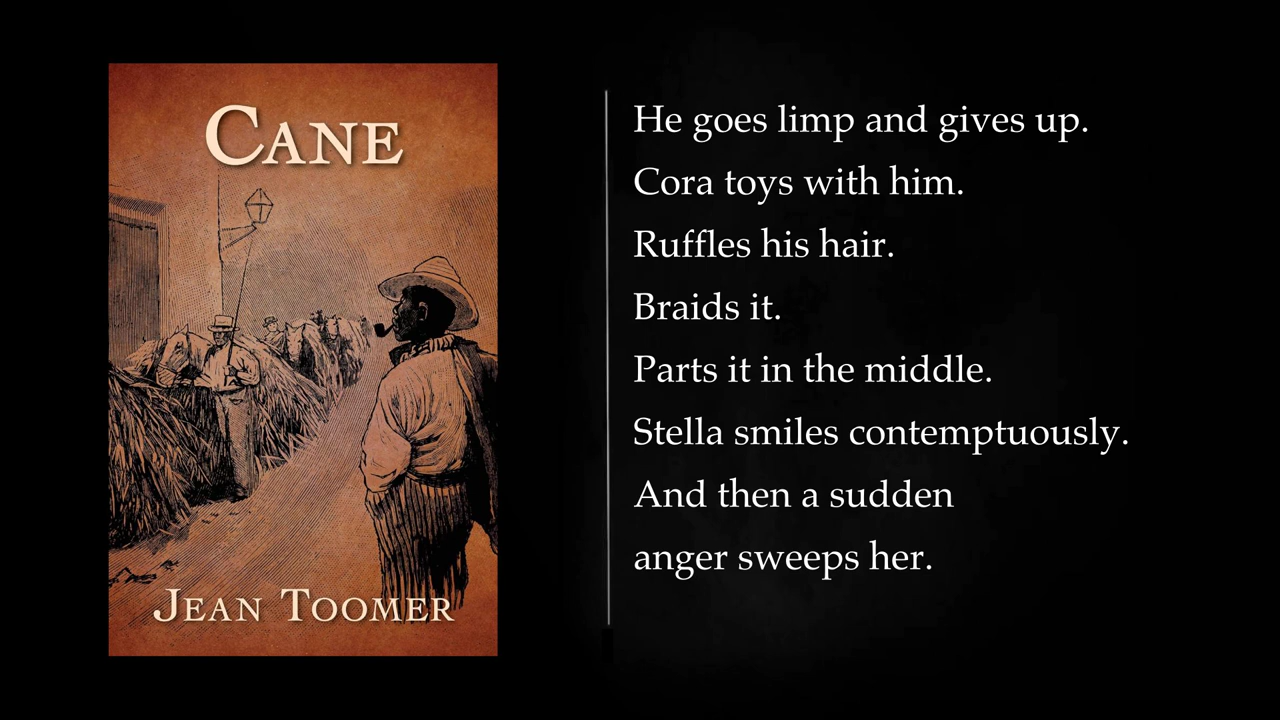 CANE
JEAN TOOMER
He goes limp and gives up.
Cora toys with him.
Ruffles his hair.
Braids it.
Parts it in the middle.
Stella smiles contemptuously.
And then a sudden
anger sweeps her.